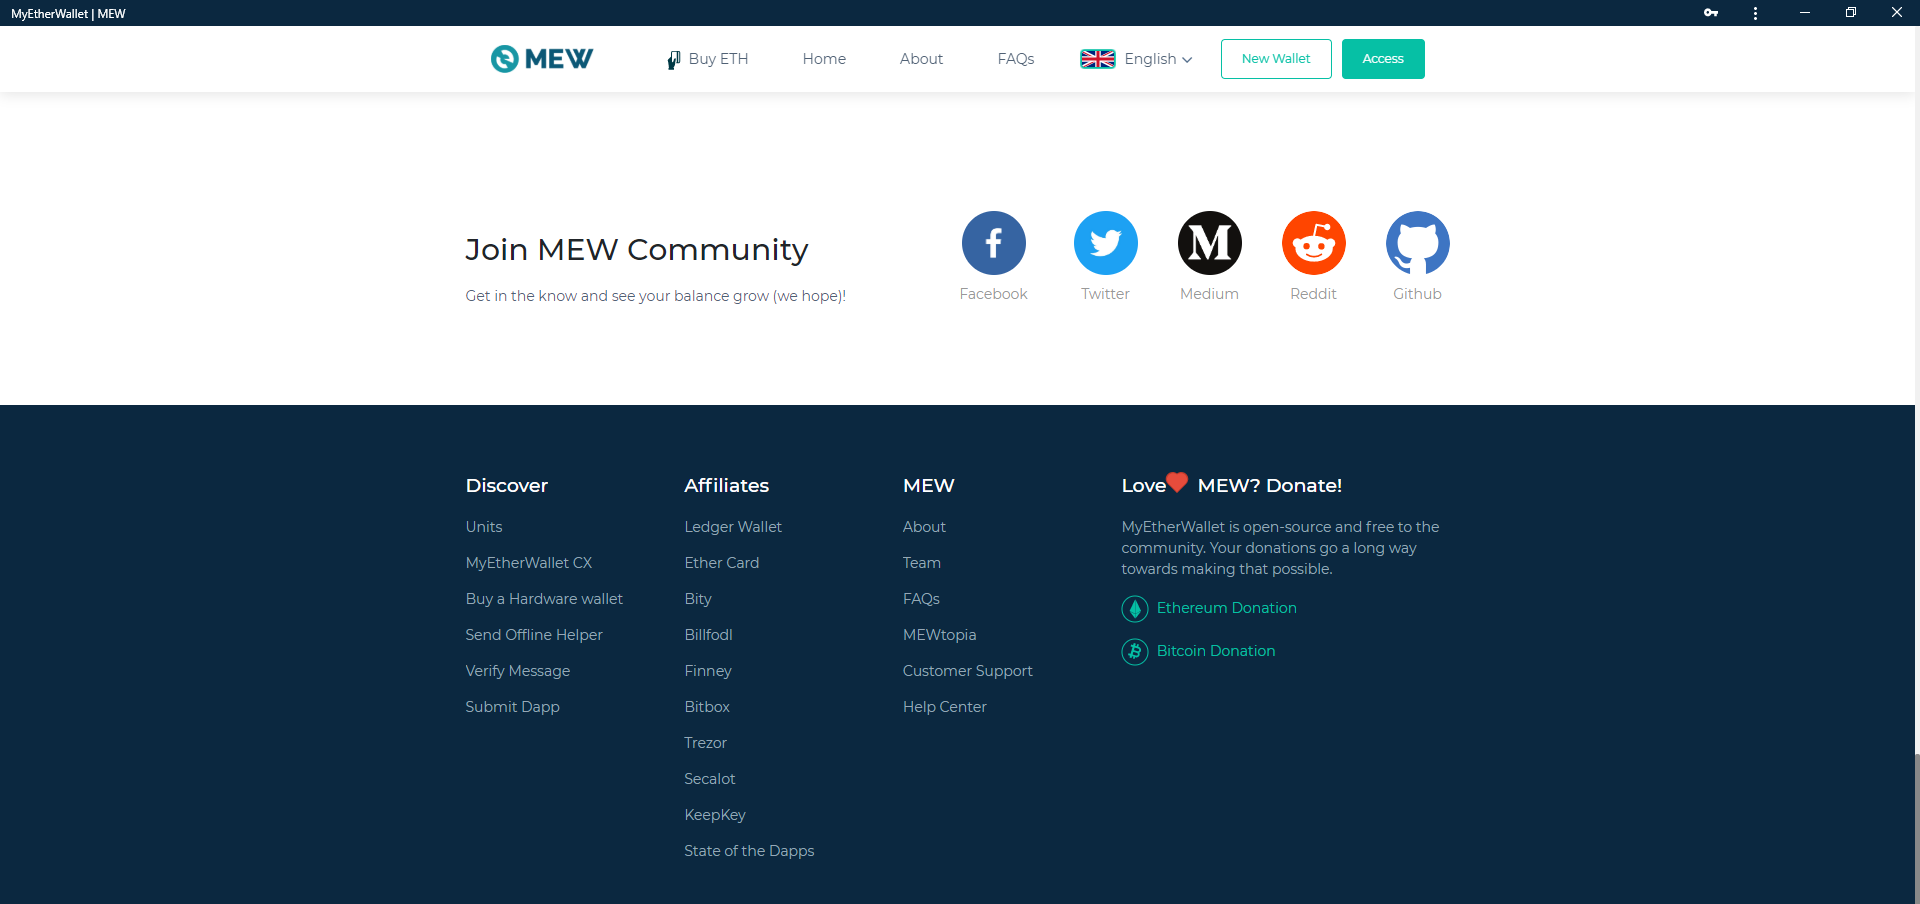 MyEtherWallet | MEW
MEW
Buy ETH
Home
About
FAQs
English
New Wallet
Access
Join MEW Community
Get in the know and see your balance grow (we hope)!
Facebook
Twitter
Medium
Reddit
Github
Discover
Units
MyEtherWallet CX
Buy a Hardware wallet
Send Offline Helper
Verify Message
Submit Dapp
Affiliates
Ledger Wallet
Ether Card
Bity
Billfodl
Finney
Bitbox
Trezor
Secalot
KeepKey
State of the Dapps
MEW
About
Team
FAQs
MEWtopia
Customer Support
Help Center
Love MEW? Donate!
MyEtherWallet is open-source and free to the
community. Your donations go a long way
towards making that possible.
Ethereum Donation
Bitcoin Donation